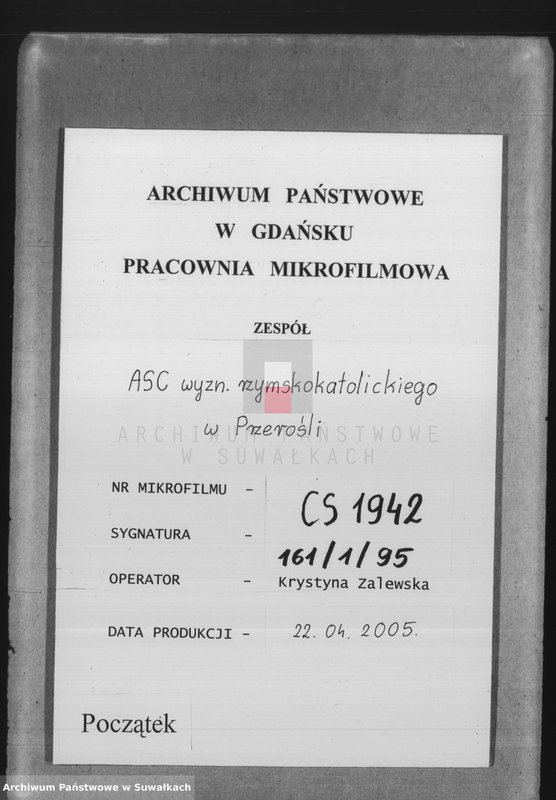 ARCHIWUM PAŃSTWOWE
W GDAŃSKU
PRACOWNIA MIKROFILMOWA
ZESPÓŁ
ASC wyzn. rzymskokatolickiego
w Przerośli
ARCHIWUM PAŃSTWOWE
W SUWAŁKACH
NR MIKROFILMU - CS 1942
SYGNATURA - 161/1/95
OPERATOR - Krystyna Zalewska
DATA PRODUKCJI - 22. 04. 2005.
Początek
Archiwum Państwowe w Suwałkach